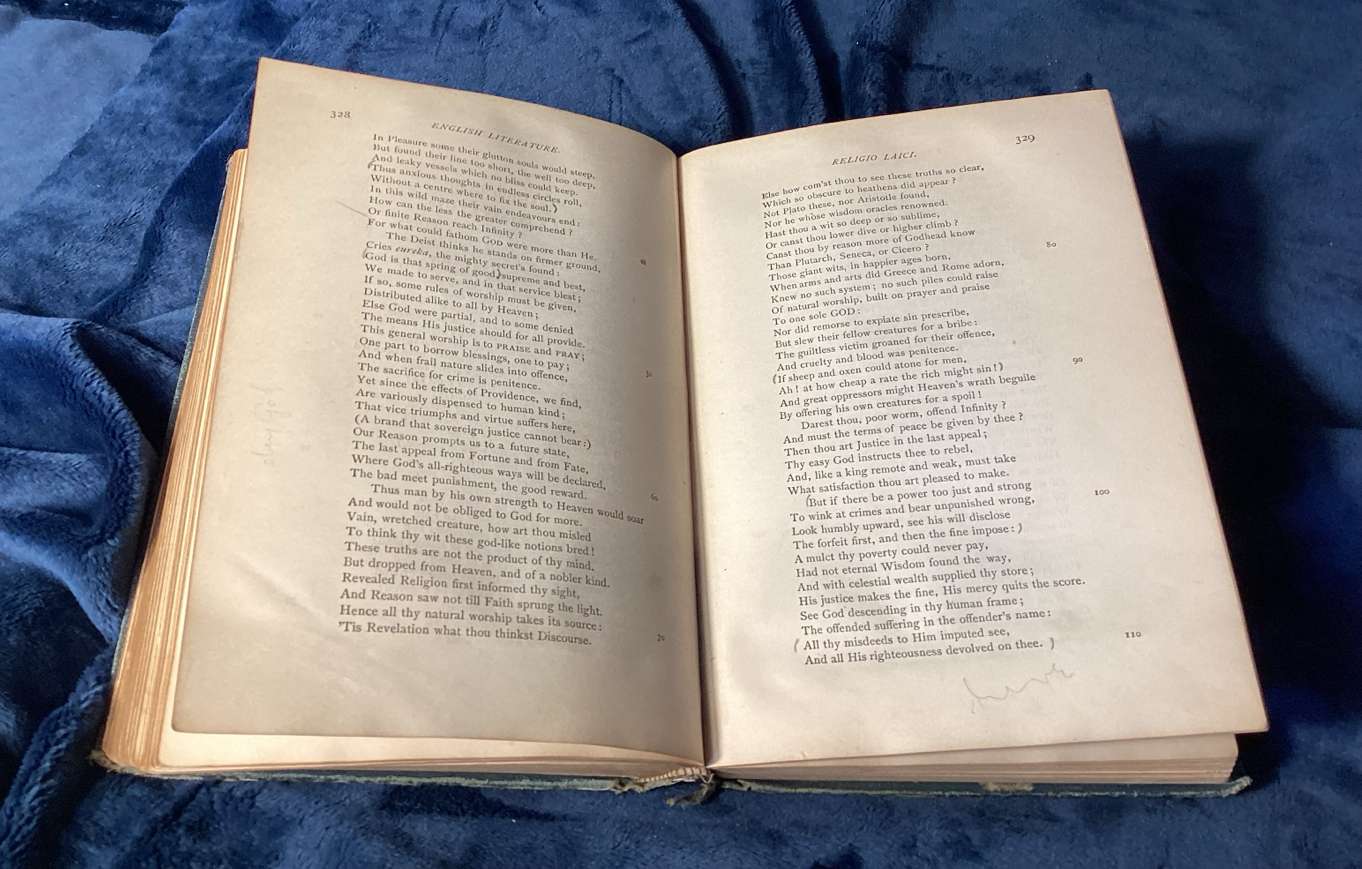 328
ENGLISH LITERATURE.
In Pleasure some their glutton souls would steep,
But found their line too short, the well too deep,
And leaky vessels which no bliss could keep.
Thus anxious thoughts in endless circles roll,
Without a centre where to fix the soul.)
In this wild maze their vain endeavours end:
How can the less the greater comprehend?
Or finite Reason reach Infinity?
For what could fathom GOD were more than He.
The Deist thinks he stands on firmer ground,
Cries eureka, the mighty secret's found:
(God is that spring of good,) supreme and best,
We made to serve, and in that service blest;
If so, some rules of worship must be given,
Distributed alike to all by Heaven;
Else God were partial, and to some denied
The means His justice should for all provide.
This general worship is to PRAISE and PRAY;
One part to borrow blessings, one to pay;
And when frail nature slides into offence,
50
The sacrifice for crime is penitence.
Yet since the effects of Providence, we find,
Are variously dispensed to human kind;
That vice triumphs and virtue suffers here,
(A brand that sovereign justice cannot bear:)
Our Reason prompts us to a future state,
The last appeal from Fortune and from Fate,
Where God's all-righteous ways will be declared,
The bad meet punishment, the good reward.
60
Thus man by his own strength to Heaven would soar
And would not be obliged to God for more.
Vain, wretched creature, how art thou misled
To think thy wit these god-like notions bred!
These truths are not the product of thy mind,
But dropped from Heaven, and of a nobler kind.
Revealed Religion first informed thy sight,
And Reason saw not till Faith sprung the light.
Hence all thy natural worship takes its source:
'Tis Revelation what thou thinkst Discourse.
70
RELIGIO LAICI.
329
Else how com'st thou to see these truths so clear,
Which so obscure to heathens did appear?
Not Plato these, nor Aristotle found,
Nor he whose wisdom oracles renowned.
Hast thou a wit so deep or so sublime,
Or canst thou lower dive or higher climb?
Canst thou by reason more of Godhead know
Than Plutarch, Seneca, or Cicero?
Those giant wits, in happier ages born,
When arms and arts did Greece and Rome adorn,
80
Knew no such system; no such piles could raise
Of natural worship, built on prayer and praise
To one sole GOD:
Nor did remorse to expiate sin prescribe,
But slew their fellow creatures for a bribe:
The guiltless victim groaned for their offence,
And cruelty and blood was penitence.
(If sheep and oxen could atone for men,
Ah! at how cheap a rate the rich might sin!)
And great oppressors might Heaven's wrath beguile
90
By offering his own creatures for a spoil!
Darest thou, poor worm, offend Infinity?
And must the terms of peace be given by thee?
Then thou art Justice in the last appeal;
Thy easy God instructs thee to rebel,
And, like a king remote and weak, must take
What satisfaction thou art pleased to make.
(But if there be a power too just and strong
To wink at crimes and bear unpunished wrong,
Look humbly upward, see his will disclose
100
The forfeit first, and then the fine impose:)
A mulct thy poverty could never pay,
Had not eternal Wisdom found the way,
And with celestial wealth supplied thy store;
His justice makes the fine, His mercy quits the score.
See God descending in thy human frame;
The offended suffering in the offender's name:
(All thy misdeeds to Him imputed see,
And all His righteousness devolved on thee.)
110